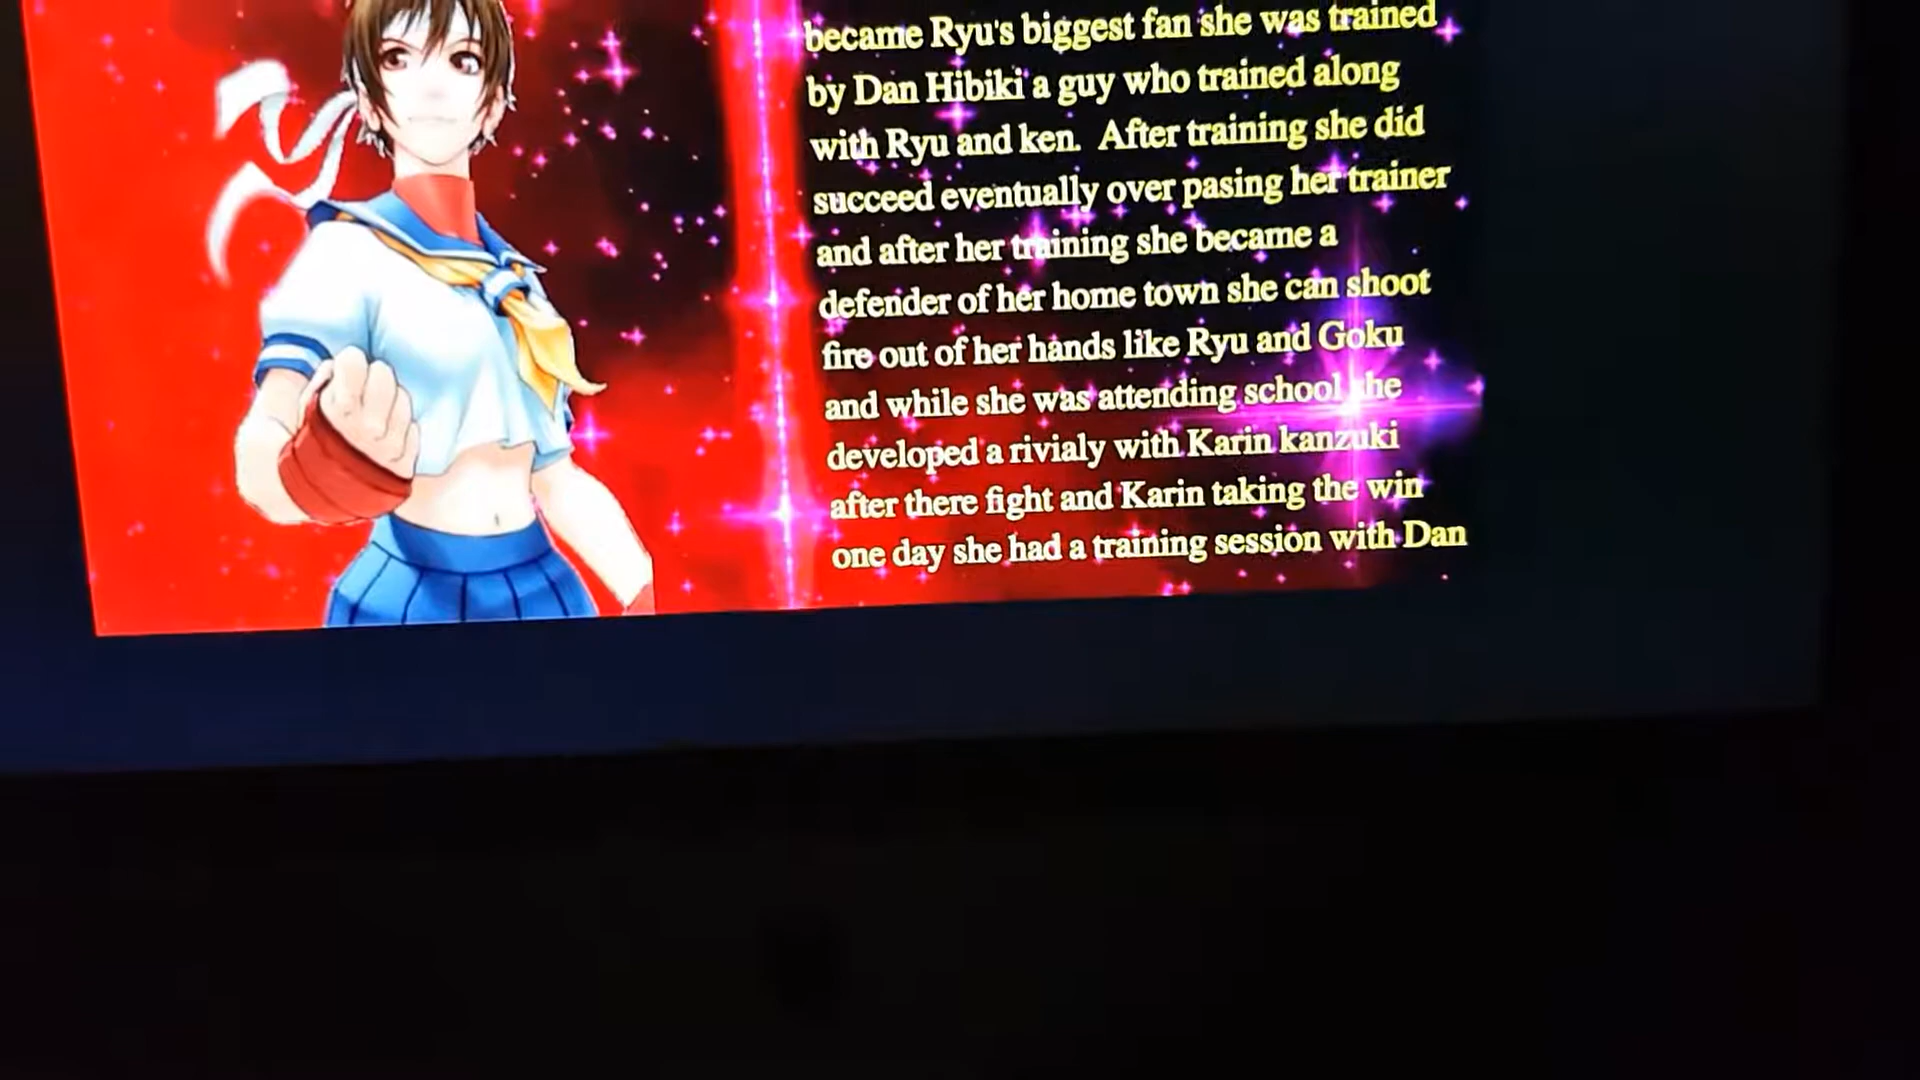 became Ryu's biggest fan she was trained
by Dan Hibiki a guy who trained along
with Ryu and ken. After training she did
succeed eventually over pasing her trainer
and after her training she became a
defender of her home town she can shoot
fire out of her hands like Ryu and Goku
and while she was attending school she
developed a rivialy with Karin kanzuki
after there fight and Karin taking the win
one day she had a training session with Dan